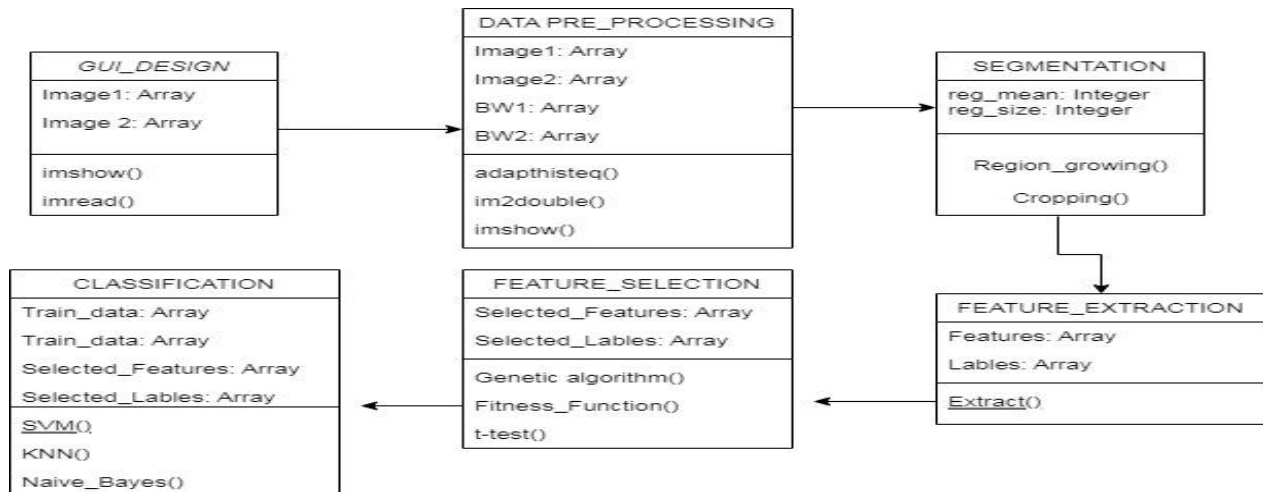 GUI_DESIGN
Image1: Array
Image 2: Array
imshow()
imread()
DATA PRE_PROCESSING
Image1: Array
Image2: Array
BW1: Array
BW2: Array
adapthisteq()
im2double()
imshow()
SEGMENTATION
reg_mean: Integer
reg_size: Integer
Region_growing()
Cropping()
FEATURE_EXTRACTION
Features: Array
Lables: Array
Extract()
FEATURE_SELECTION
Selected_Features: Array
Selected_Lables: Array
Genetic algorithm()
Fitness_Function()
t-test()
CLASSIFICATION
Train_data: Array
Train_data: Array
Selected_Features: Array
Selected_Lables: Array
SVM()
KNN()
Naive_Bayes()